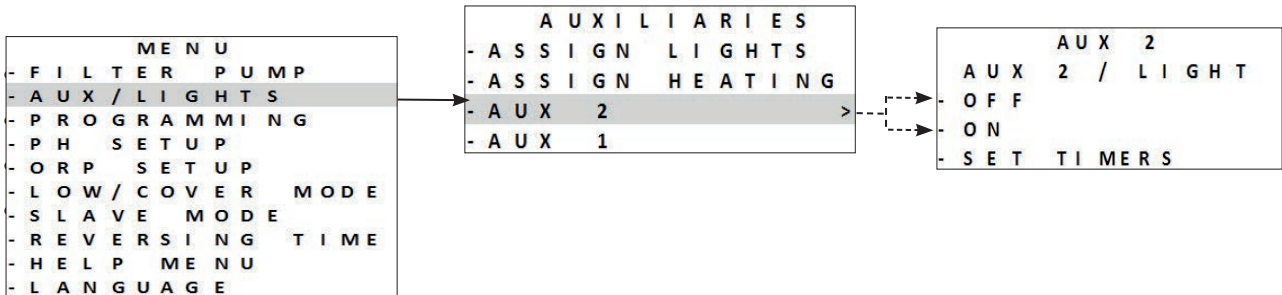 MENU
- FILTER PUMP
- AUX/LIGHTS
- PROGRAMMING
- PH SETUP
- ORP SETUP
- LOW/COVER MODE
- SLAVE MODE
- REVERSING TIME
- HELP MENU
- LANGUAGE
AUXILIARIES
- ASSIGN LIGHTS
- ASSIGN HEATING
- AUX 2 >
- AUX 1
AUX 2
AUX 2 / LIGHT
- OFF
- ON
- SET TIMERS